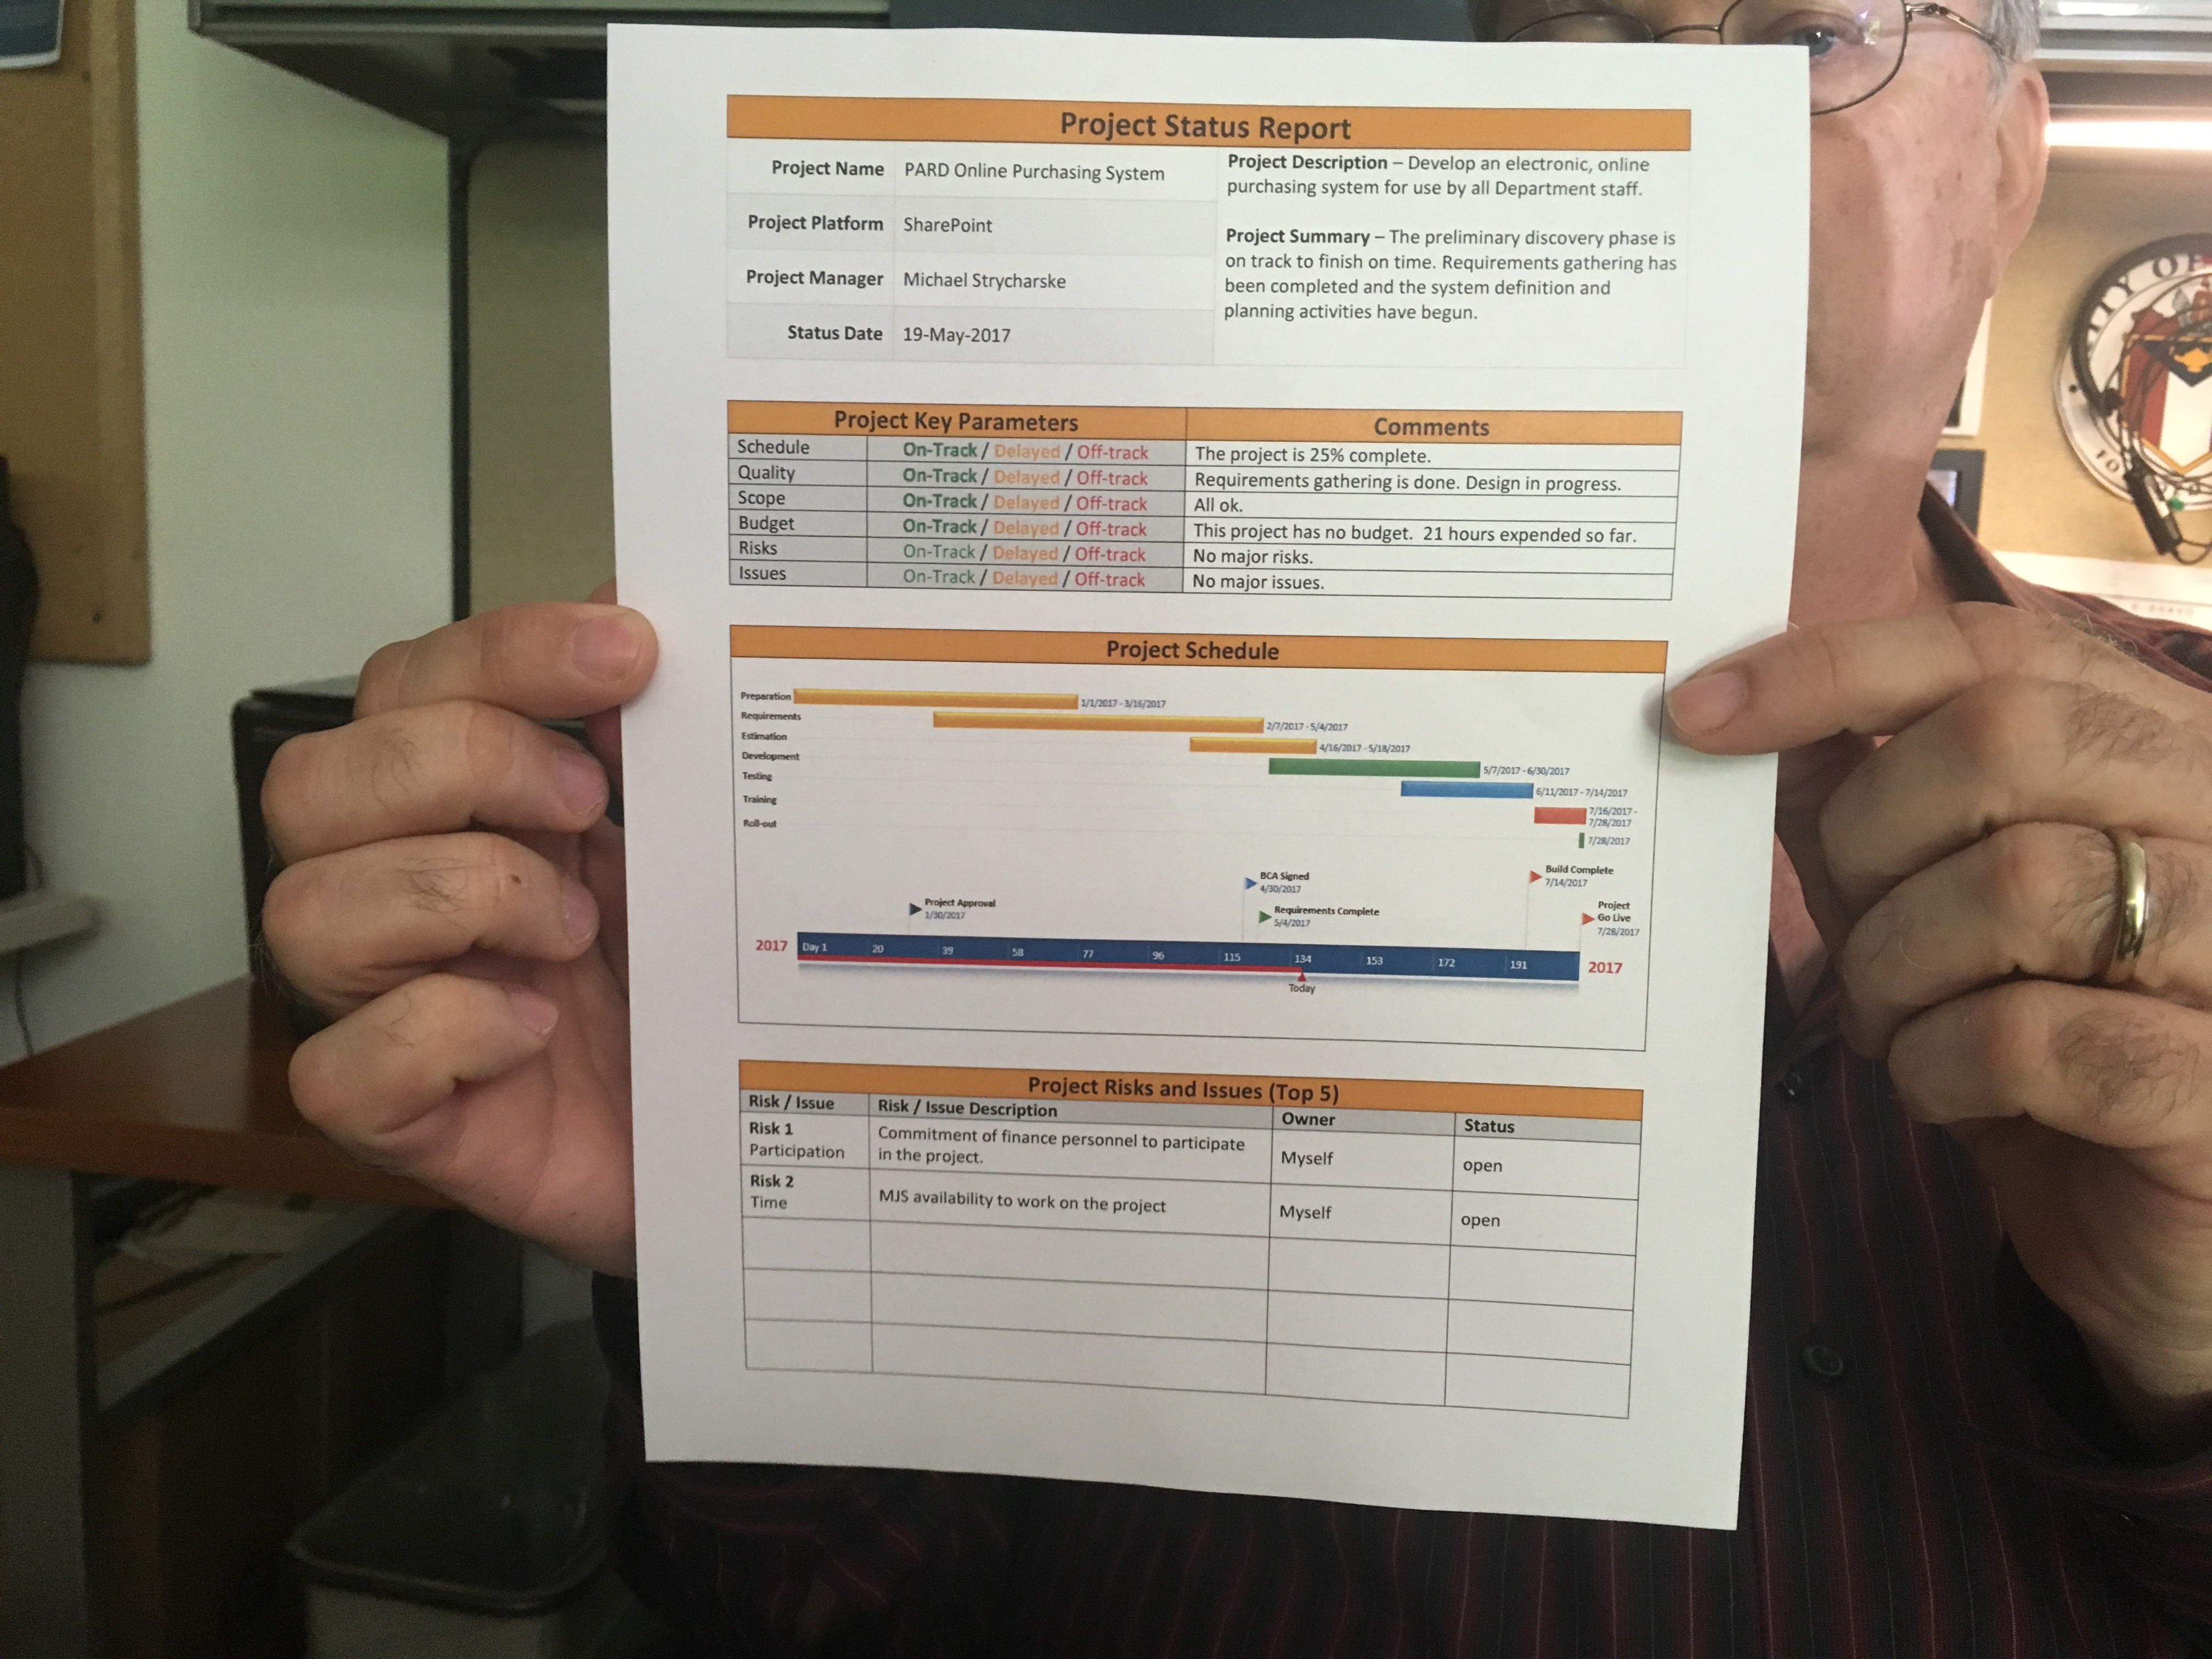 Project Status Report
Project Name PARD Online Purchasing System
Project Platform SharePoint
Project Manager Michael Strycharske
Status Date 19-May-2017
Project Description – Develop an electronic, online
purchasing system for use by all Department staff.
Project Summary – The preliminary discovery phase is
on track to finish on time. Requirements gathering has
been completed and the system definition and
planning activities have begun.
Project Key Parameters Comments
Schedule On-Track / Delayed / Off-track The project is 25% complete.
Quality On-Track / Delayed / Off-track Requirements gathering is done. Design in progress.
Scope On-Track / Delayed / Off-track All ok.
Budget On-Track / Delayed / Off-track This project has no budget. 21 hours expended so far.
Risks On-Track / Delayed / Off-track No major risks.
Issues On-Track / Delayed / Off-track No major issues.
Project Schedule
Preparation 1/1/2017 - 3/16/2017
Requirements 2/7/2017 - 5/4/2017
Estimation 4/16/2017 - 5/18/2017
Development 5/7/2017 - 6/30/2017
Testing 6/11/2017 - 7/14/2017
Training 7/16/2017 -
7/28/2017
Roll-out 7/28/2017
Project Approval
1/30/2017
BCA Signed
4/30/2017
Requirements Complete
5/4/2017
Build Complete
7/14/2017
Project
Go Live
7/28/2017
2017 Day 1 20 39 58 77 96 115 134 153 172 191 2017
Today
Project Risks and Issues (Top 5)
Risk / Issue Risk / Issue Description Owner Status
Risk 1
Participation
Commitment of finance personnel to participate
in the project.
Myself
open
Risk 2
Time
MJS availability to work on the project
Myself
open